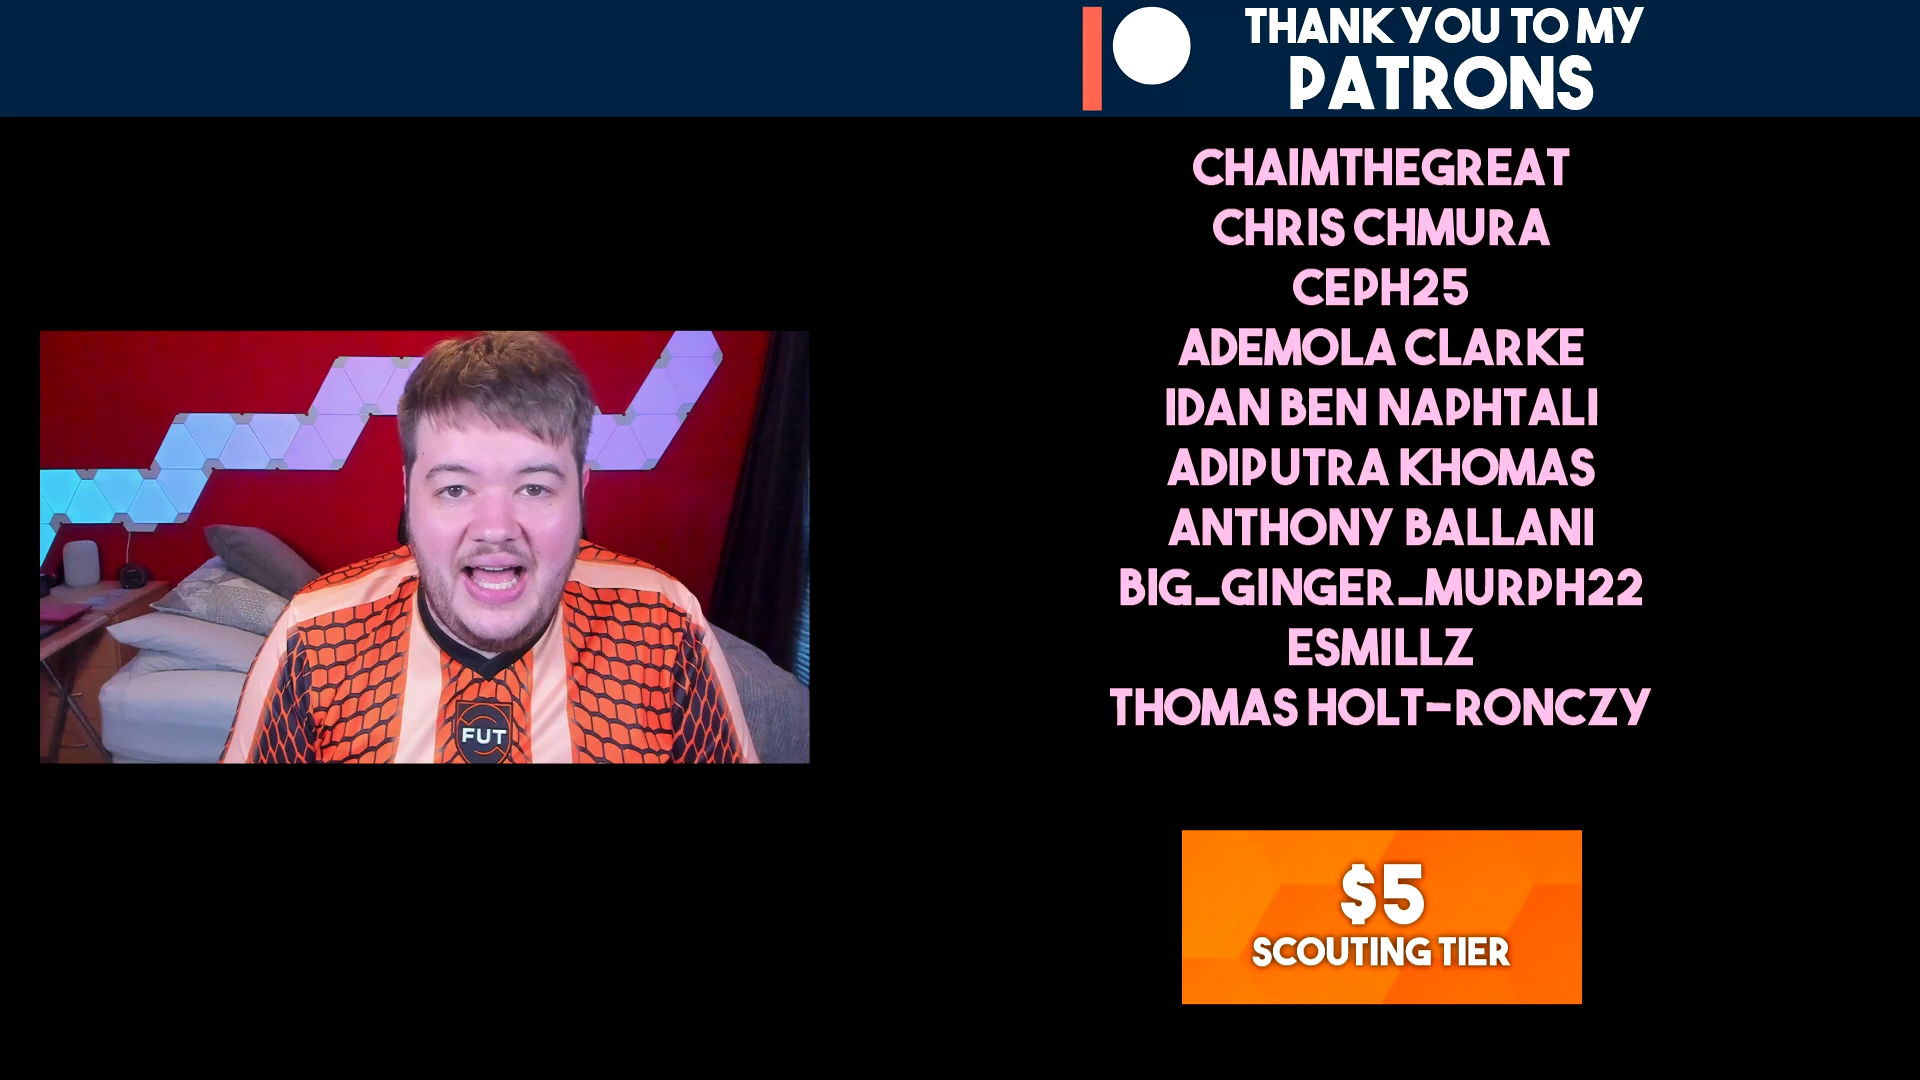 THANK YOU TO MY
PATRONS
CHAIMTHEGREAT
CHRIS CHMURA
CEPH25
ADEMOLA CLARKE
IDAN BEN NAPHTALI
ADIPUTRA KHOMAS
ANTHONY BALLANI
BIG_GINGER_MURPH22
ESMILLZ
THOMAS HOLT-RONCZY
FUT
$5
SCOUTING TIER